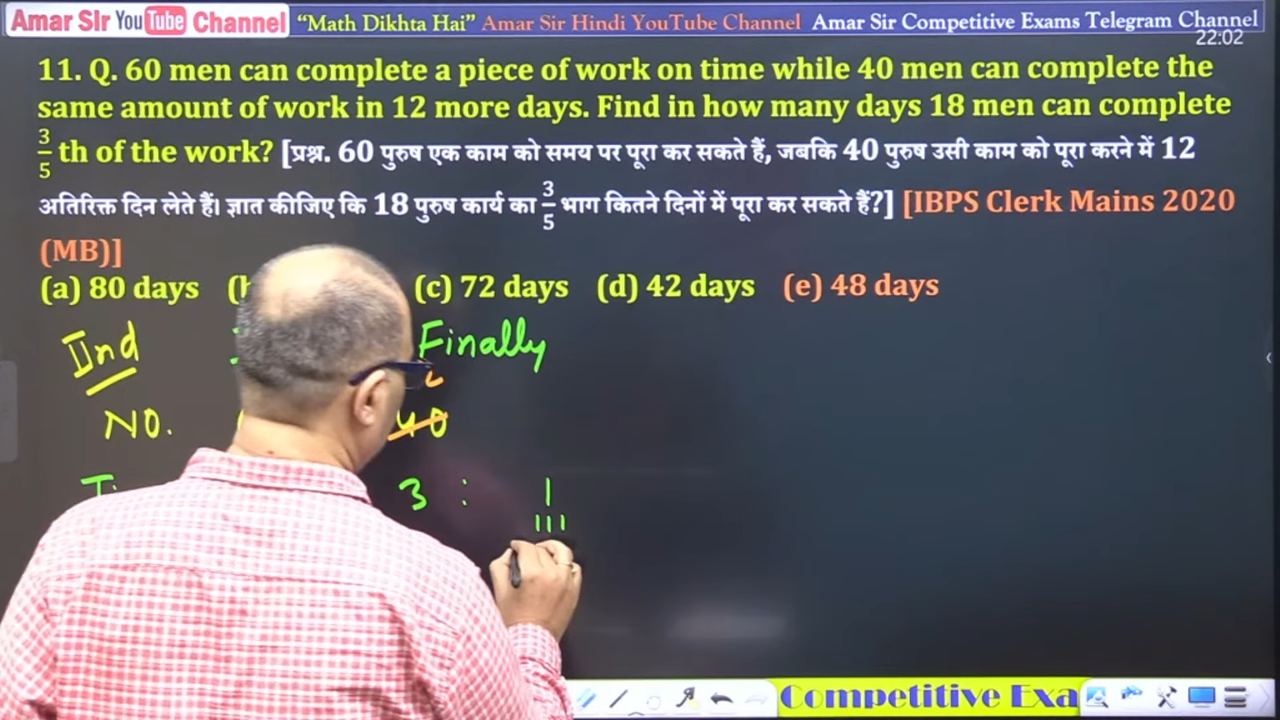 Amar SIr YouTube Channel “Math Dikhta Hai” Amar Sir Hindi YouTube Channel Amar Sir Competitive Exams Telegram Channel
22:02
11. Q. 60 men can complete a piece of work on time while 40 men can complete the
same amount of work in 12 more days. Find in how many days 18 men can complete
3/5 th of the work? [प्रश्न. 60 पुरुष एक काम को समय पर पूरा कर सकते हैं, जबकि 40 पुरुष उसी काम को पूरा करने में 12
अतिरिक्त दिन लेते हैं। ज्ञात कीजिए कि 18 पुरुष कार्य का 3/5 भाग कितने दिनों में पूरा कर सकते हैं?] [IBPS Clerk Mains 2020
(MB)]
(a) 80 days (c) 72 days (d) 42 days (e) 48 days
IInd Finally
NO. 40
3 : 1
III
Competitive Exa